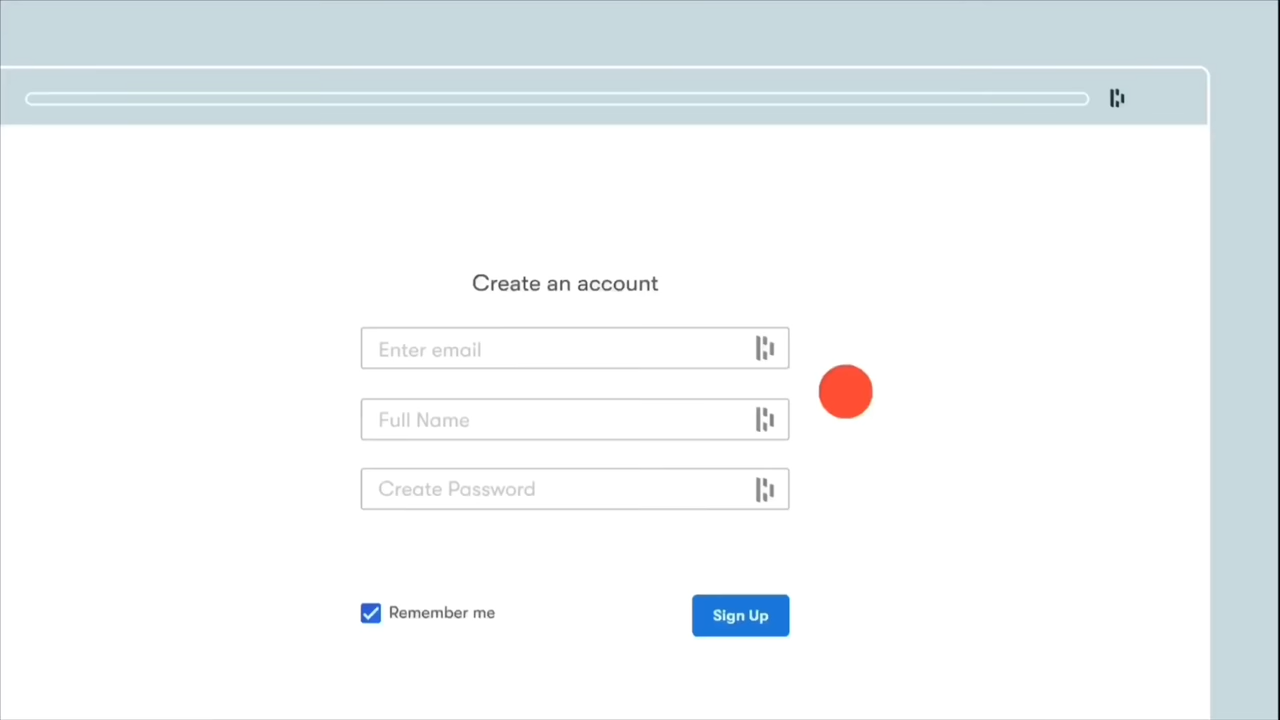 Create an account
Enter email
Full Name
Create Password
Remember me
Sign Up